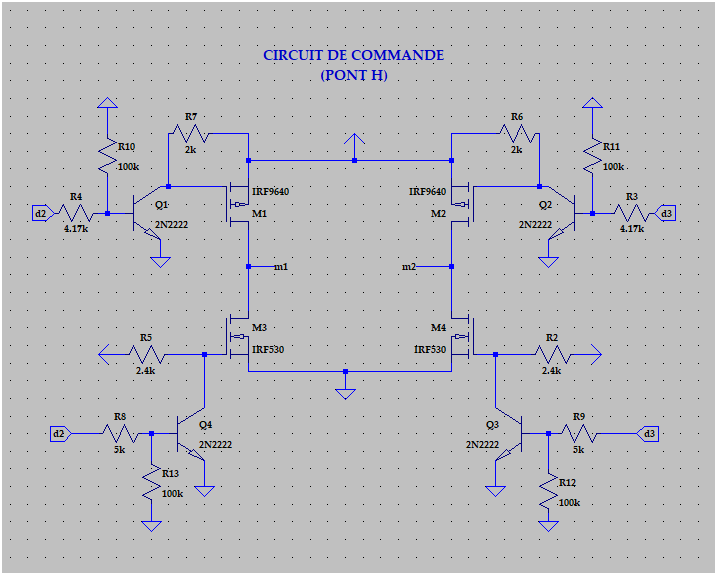 CIRCUIT DE COMMANDE
(PONT H)
R7
2k
R6
2k
R10
100k
R11
100k
IRF9640
M1
IRF9640
M2
d2
R4
4.17k
Q1
2N2222
Q2
2N2222
R3
4.17k
d3
m1
m2
M3
IRF530
M4
IRF530
R5
2.4k
R2
2.4k
d2
R8
5k
Q4
2N2222
Q3
2N2222
R9
5k
d3
R13
100k
R12
100k